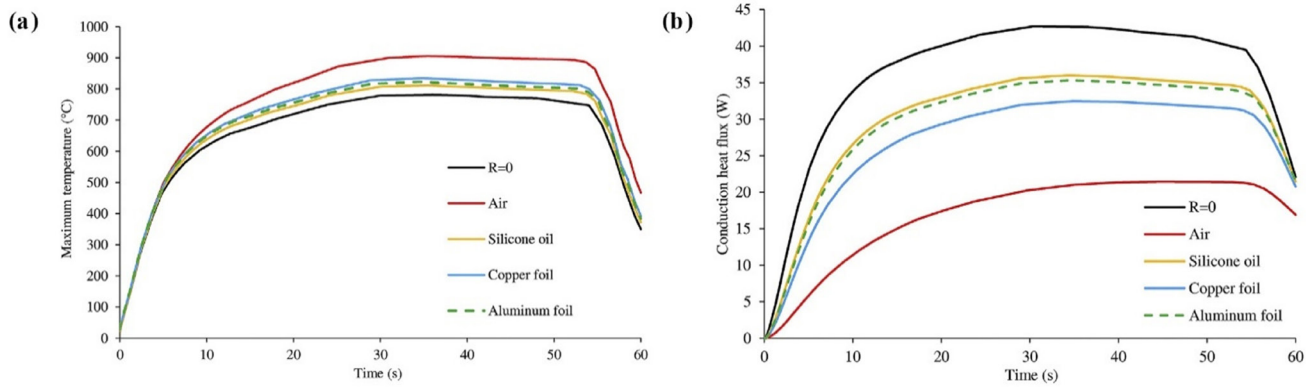 (a)
Maximum temperature (°C)
1000
900
800
700
600
500
400
300
200
100
0
0 10 20 30 40 50 60
Time (s)
R=0
Air
Silicone oil
Copper foil
Aluminum foil
(b)
Conduction heat flux (W)
45
40
35
30
25
20
15
10
5
0
0 10 20 30 40 50 60
Time (s)
R=0
Air
Silicone oil
Copper foil
Aluminum foil